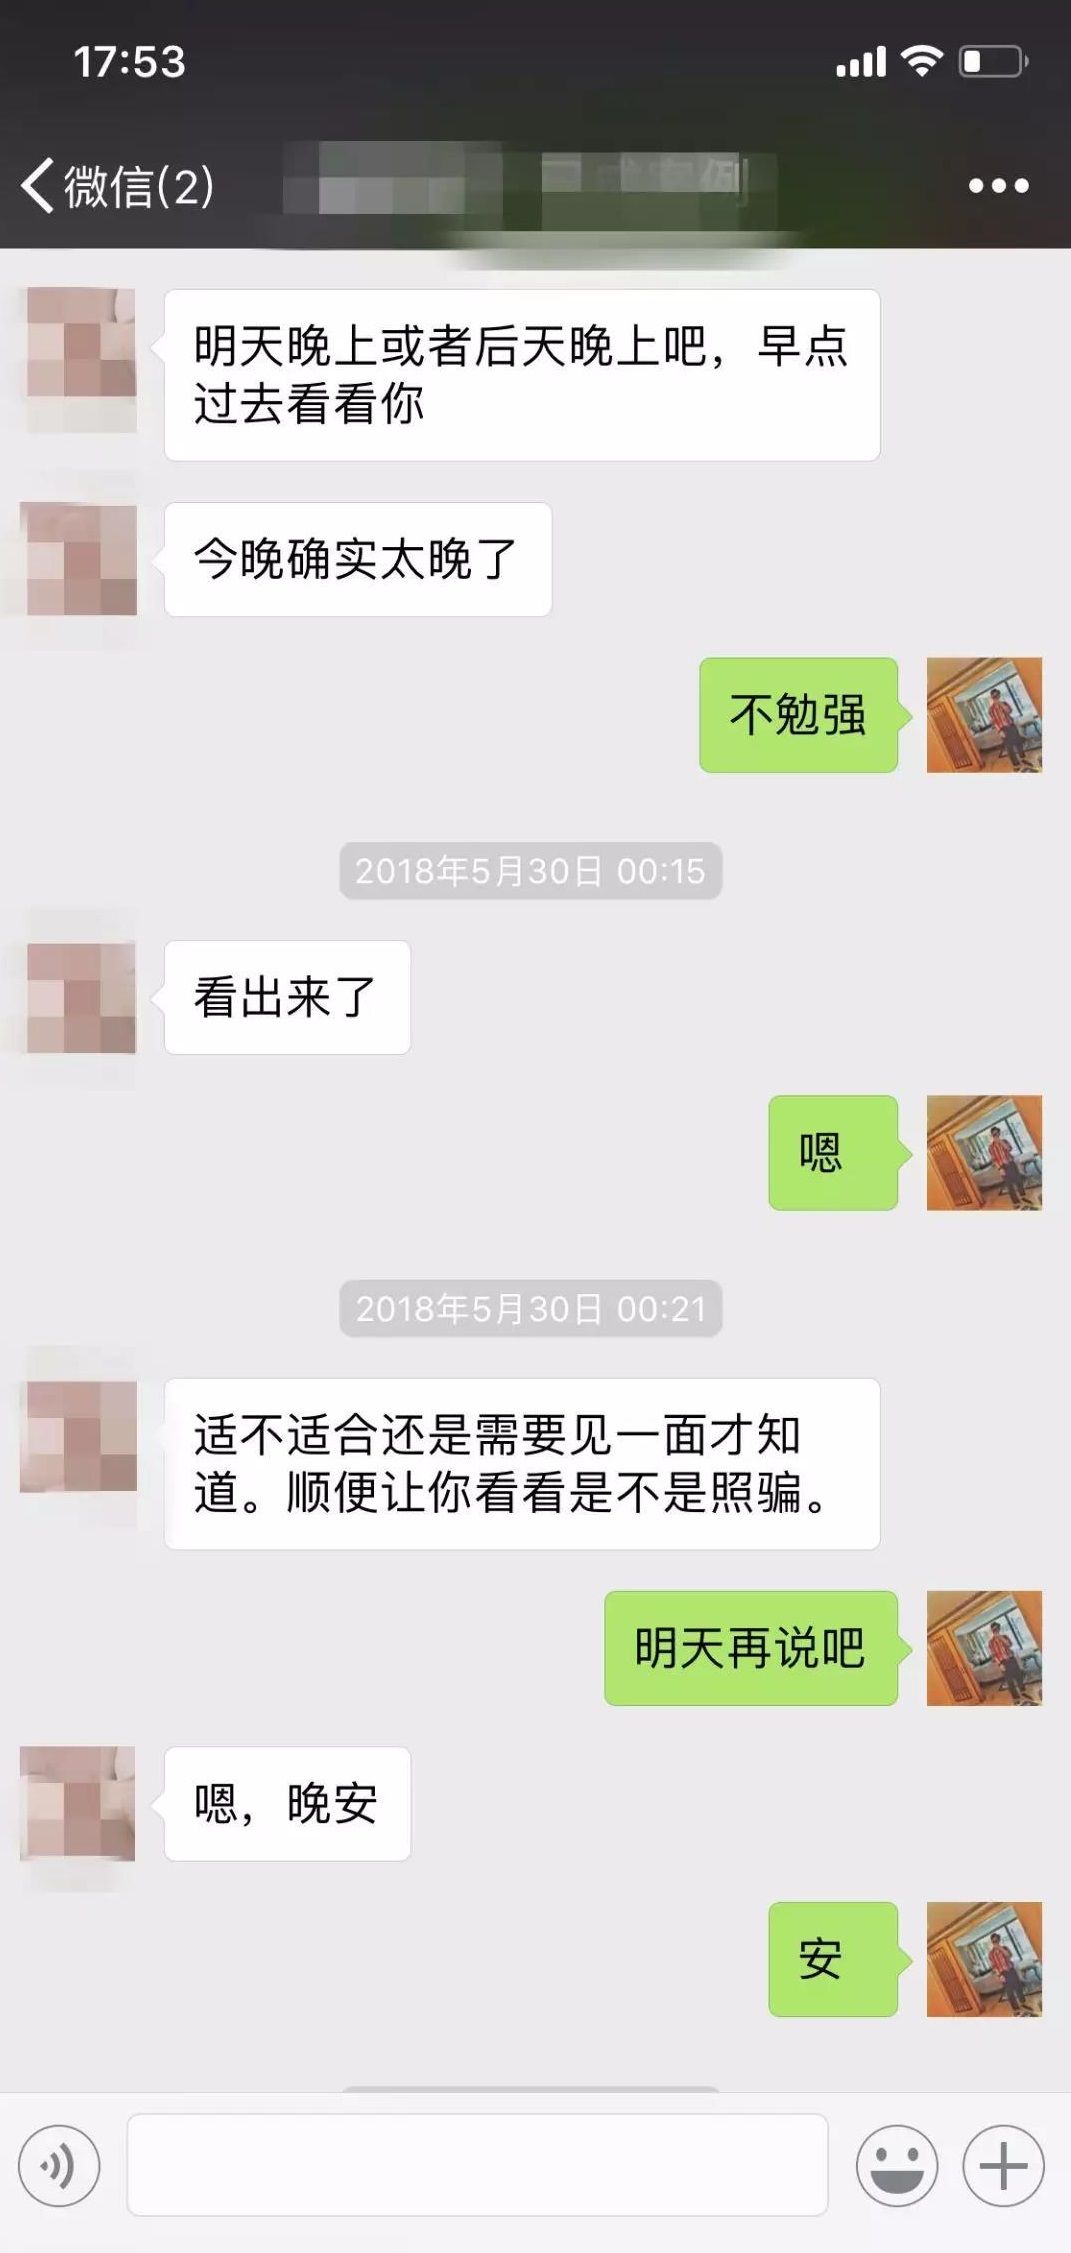 17:53
微信(2)
明天晚上或者后天晚上吧，早点
过去看看你
今晚确实太晚了
不勉强
2018年5月30日 00:15
看出来了
嗯
2018年5月30日 00:21
适不适合还是需要见一面才知
道。顺便让你看看是不是照骗。
明天再说吧
嗯，晚安
安